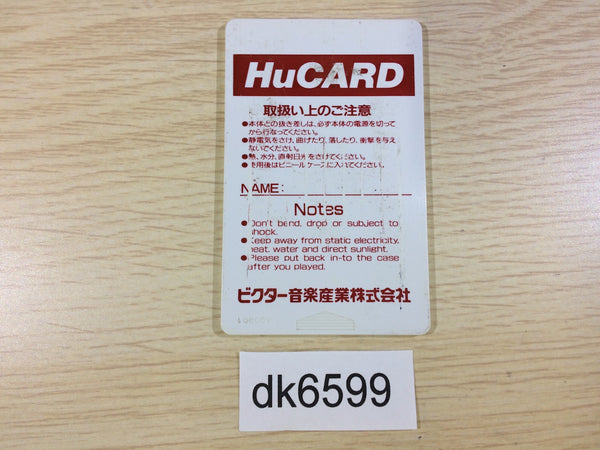 HuCARD
取扱い上のご注意
●本体との抜き差しは、必ず本体の電源を切って
から行なってください。
●静電気をさけ、曲げたり、落したり、衝撃を与え
ないでください。
●熱、水分、直射日光をさけてください。
●使用後はビニールケースに入れてください。
NAME:
Notes
●Don't bend, drop or subject to
shock.
●Keep away from static electricity,
heat, water and direct sunlight.
●Please put back in-to the case
after you played.
ビクター音楽産業株式会社
dk6599